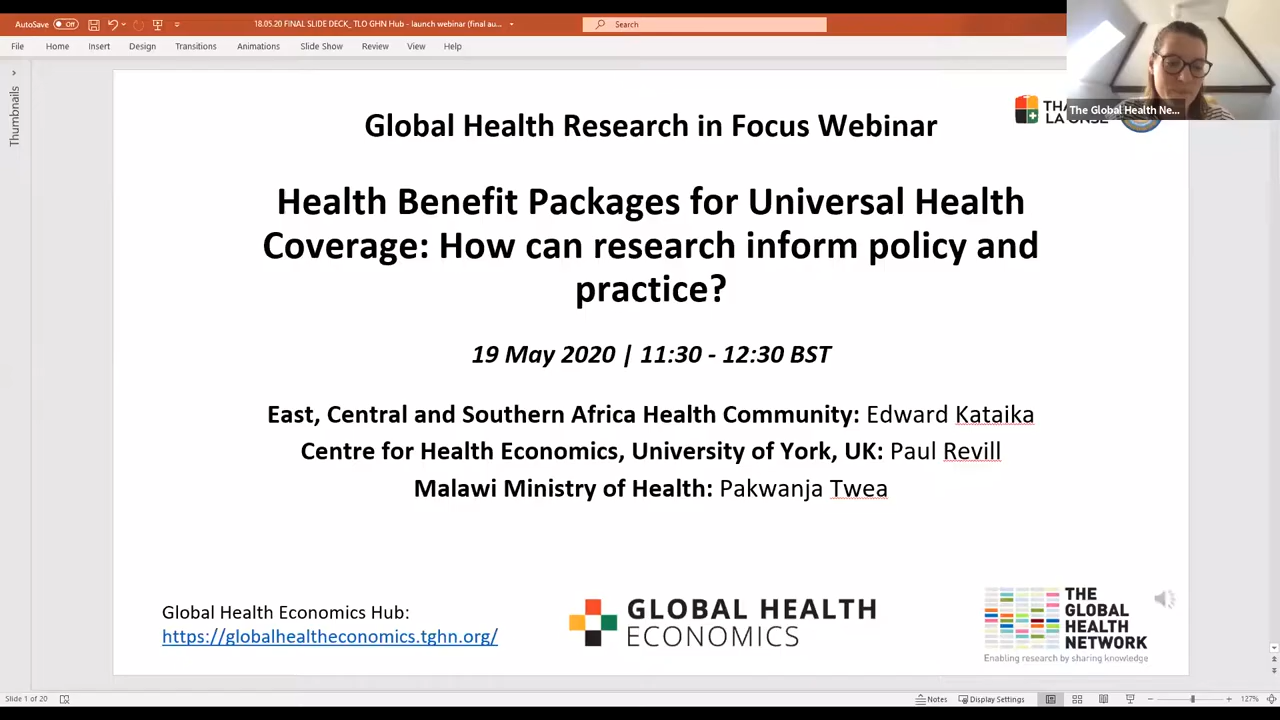 AutoSave Off
18.05.20 FINAL SLIDE DECK_ TLO GHN Hub - launch webinar (final au...
Search
File Home Insert Design Transitions Animations Slide Show Review View Help
Thumbnails
The Global Health Ne...
Global Health Research in Focus Webinar
Health Benefit Packages for Universal Health
Coverage: How can research inform policy and
practice?
19 May 2020 | 11:30 - 12:30 BST
East, Central and Southern Africa Health Community: Edward Kataika
Centre for Health Economics, University of York, UK: Paul Revill
Malawi Ministry of Health: Pakwanja Twea
Global Health Economics Hub:
https://globalhealtheconomics.tghn.org/
GLOBAL HEALTH
ECONOMICS
THE
GLOBAL
HEALTH
NETWORK
Enabling research by sharing knowledge
Slide 1 of 20
Notes Display Settings 127%